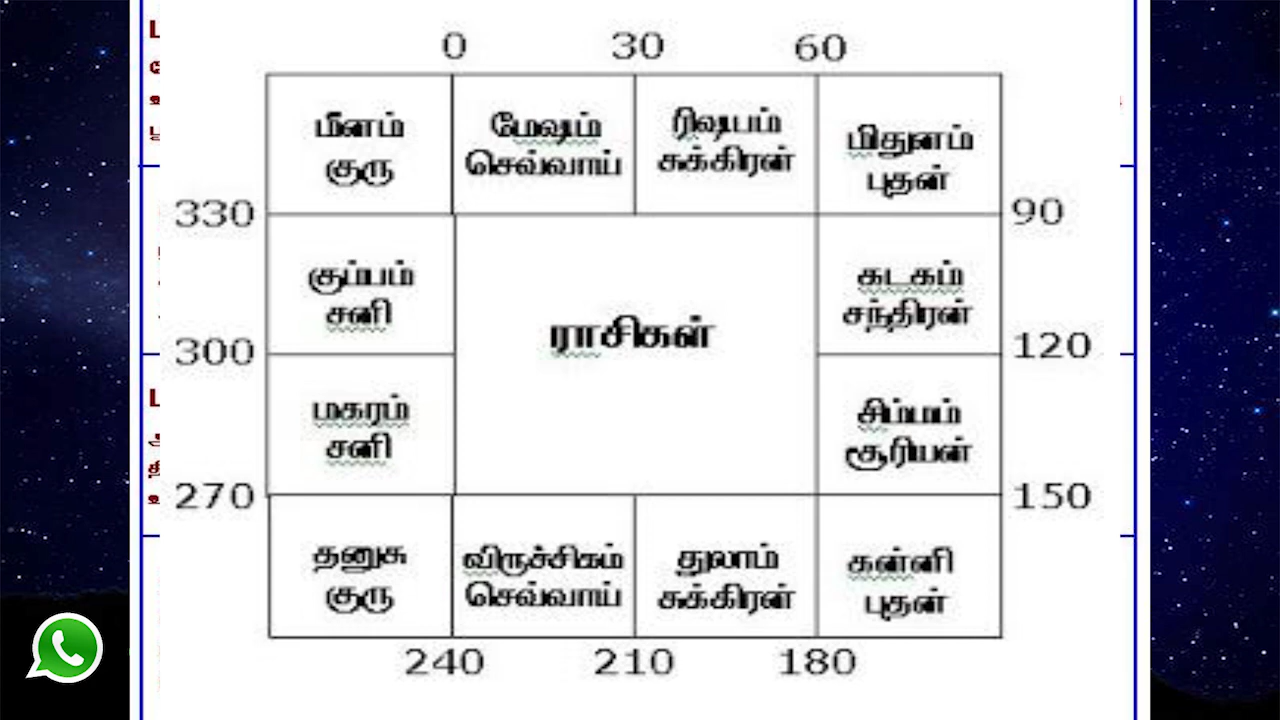 0 30 60
மீனம்
குரு
மேஷம்
செவ்வாய்
ரிஷபம்
சுக்கிரன்
மிதுனம்
புதன்
330
90
கும்பம்
சனி
ராசிகள்
கடகம்
சந்திரன்
300
120
மகரம்
சனி
சிம்மம்
சூரியன்
270
150
தனுசு
குரு
விருச்சிகம்
செவ்வாய்
துலாம்
சுக்கிரன்
கன்னி
புதன்
240 210 180